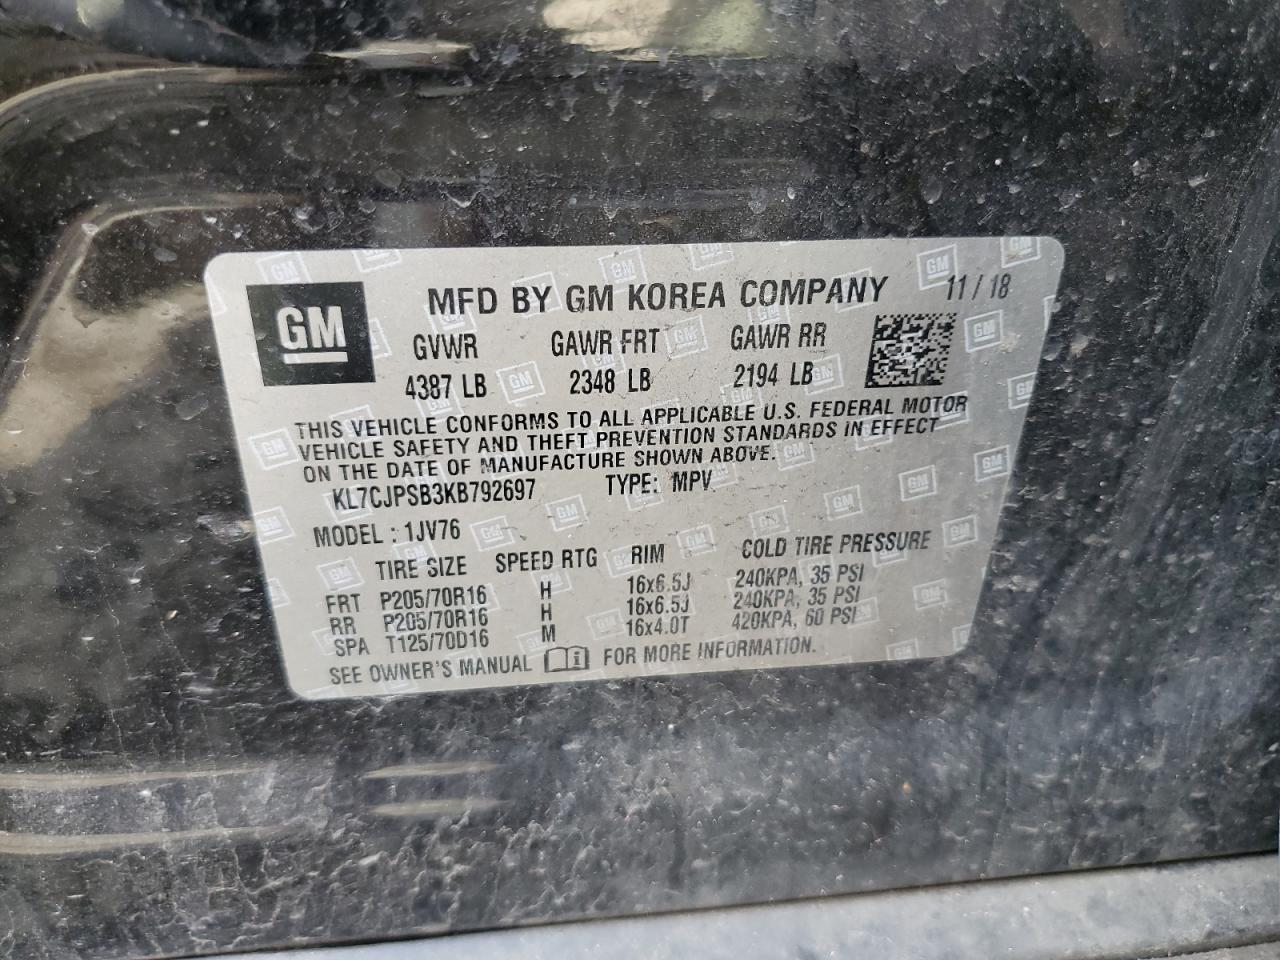 GM
MFD BY GM KOREA COMPANY 11 / 18
GVWR GAWR FRT GAWR RR
4387 LB 2348 LB 2194 LB
THIS VEHICLE CONFORMS TO ALL APPLICABLE U.S. FEDERAL MOTOR
VEHICLE SAFETY AND THEFT PREVENTION STANDARDS IN EFFECT
ON THE DATE OF MANUFACTURE SHOWN ABOVE.
KL7CJPSB3KB792697 TYPE: MPV
MODEL : 1JV76
TIRE SIZE SPEED RTG RIM COLD TIRE PRESSURE
FRT P205/70R16 H 16x6.5J 240KPA, 35 PSI
RR P205/70R16 H 16x6.5J 240KPA, 35 PSI
SPA T125/70D16 M 16x4.0T 420KPA, 60 PSI
SEE OWNER'S MANUAL FOR MORE INFORMATION.